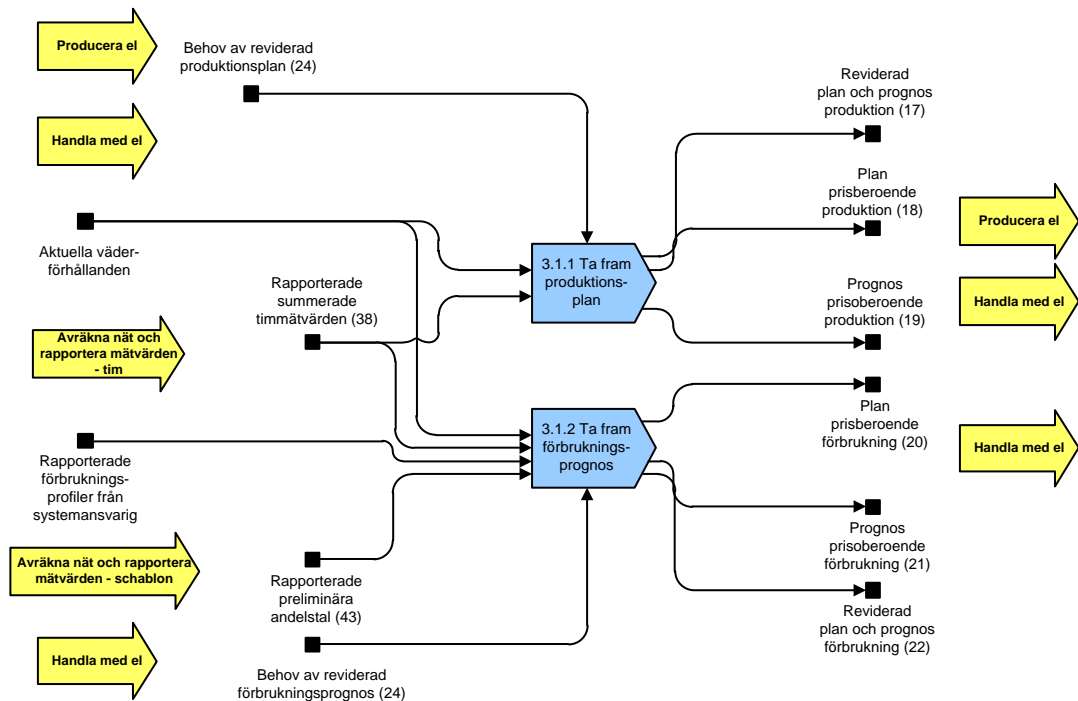 Producera el
Behov av reviderad
produktionsplan (24)
Reviderad
plan och prognos
produktion (17)
Handla med el
Plan
prisberoende
produktion (18)
Producera el
Aktuella väder-
förhållanden
3.1.1 Ta fram
produktions-
plan
Rapporterade
summerade
timmätvärden (38)
Prognos
prisoberoende
produktion (19)
Handla med el
Avräkna nät och
rapportera mätvärden
- tim
Plan
prisberoende
förbrukning (20)
3.1.2 Ta fram
förbruknings-
prognos
Handla med el
Rapporterade
förbruknings-
profiler från
systemansvarig
Prognos
prisoberoende
förbrukning (21)
Avräkna nät och rapportera
mätvärden - schablon
Rapporterade
preliminära
andelstal (43)
Reviderad
plan och prognos
förbrukning (22)
Handla med el
Behov av reviderad
förbrukningsprognos (24)